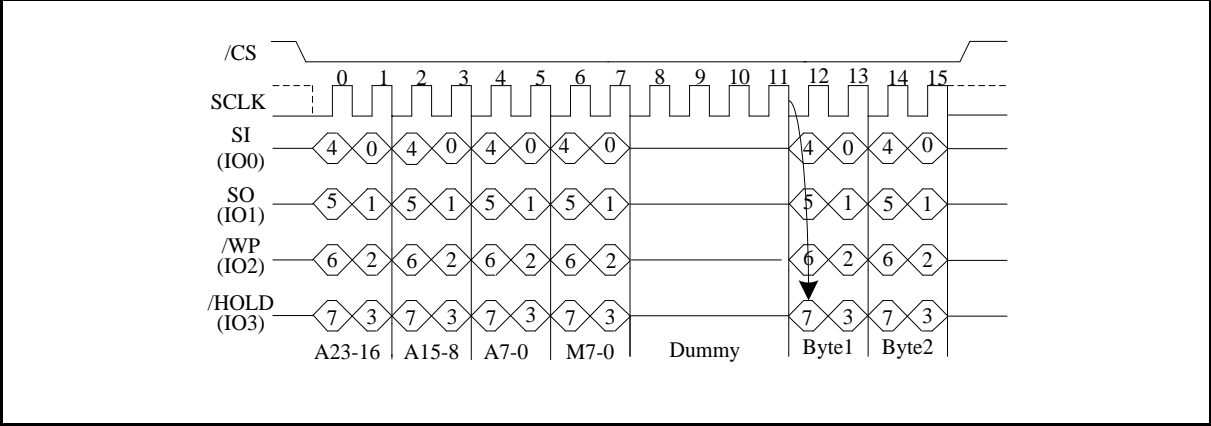 /CS
0 1 2 3 4 5 6 7 8 9 10 11 12 13 14 15
SCLK
SI
(IO0)
4 0 4 0 4 0 4 0 4 0 4 0
SO
(IO1)
5 1 5 1 5 1 5 1 5 1 5 1
/WP
(IO2)
6 2 6 2 6 2 6 2 6 2 6 2
/HOLD
(IO3)
7 3 7 3 7 3 7 3 7 3 7 3
A23-16 A15-8 A7-0 M7-0 Dummy Byte1 Byte2